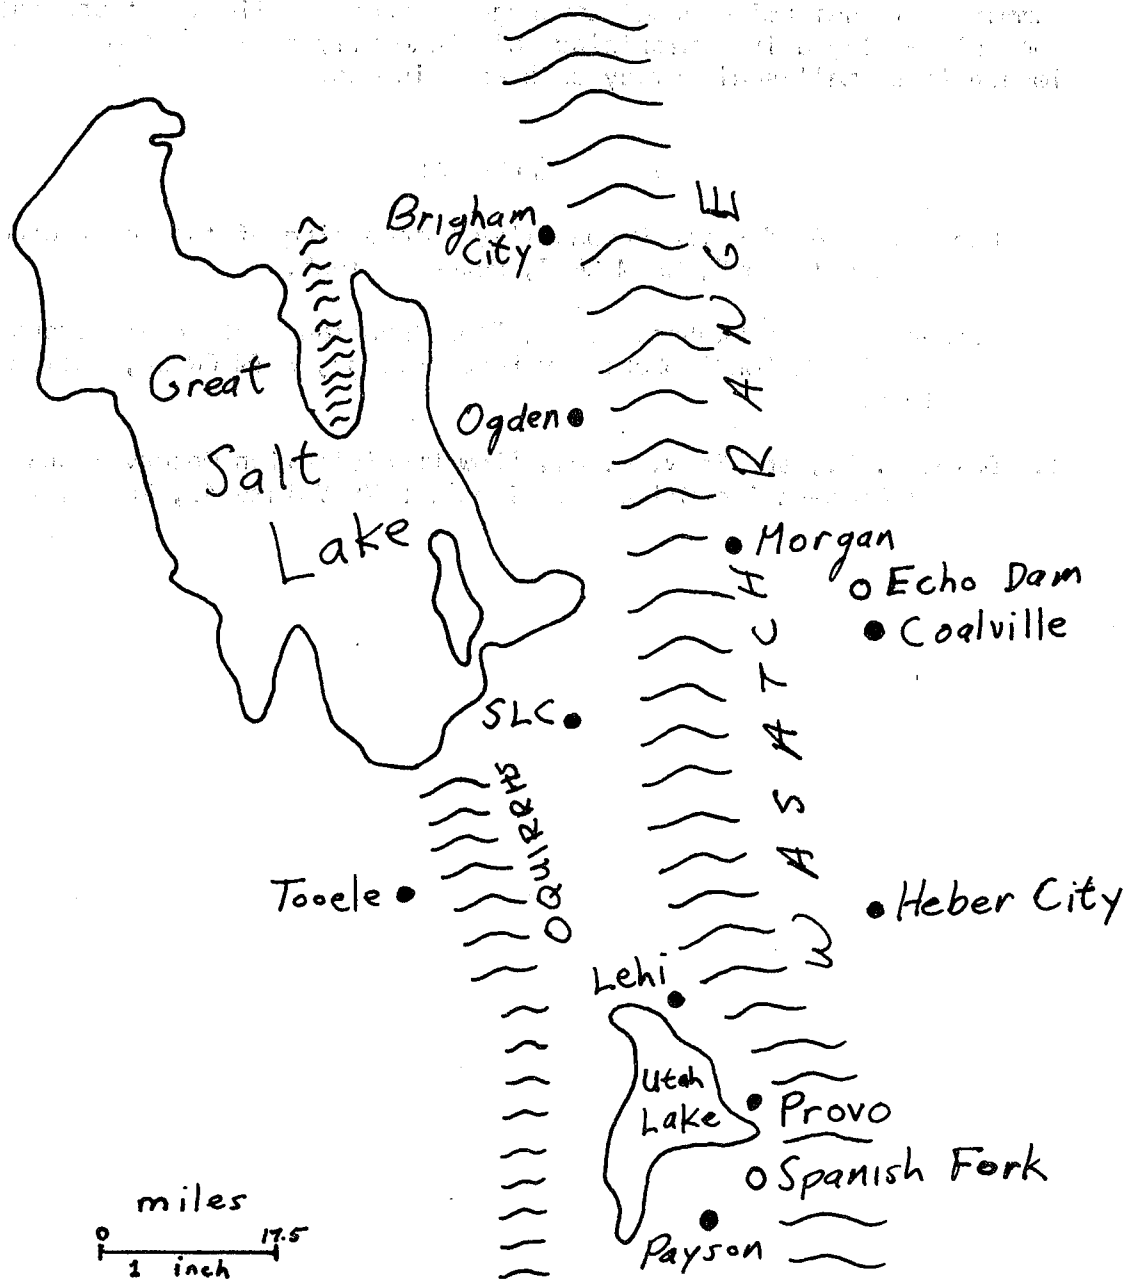 Brigham
City
Great
Salt
Lake
Ogden
WASATCH RANGE
Morgan
Echo Dam
Coalville
SLC
OQUIRRHS
Tooele
Heber City
Lehi
Utah
Lake
Provo
Spanish Fork
Payson
miles
0 17.5
1 inch